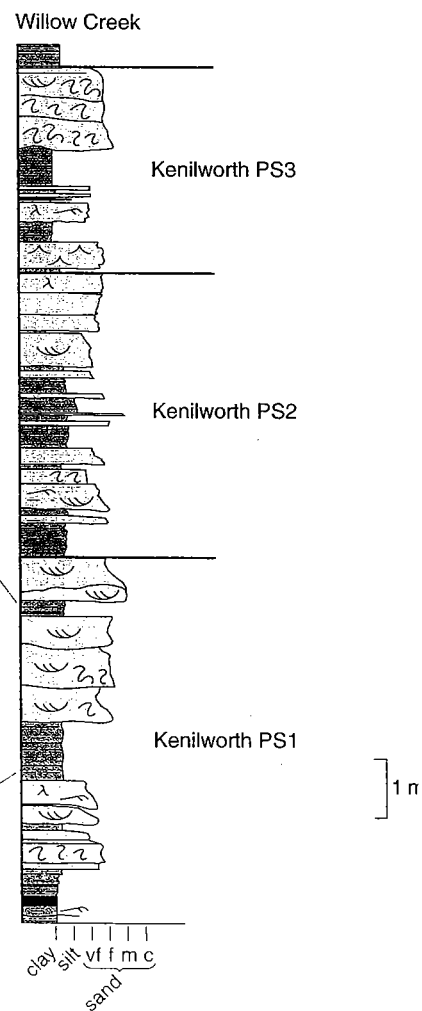 Willow Creek
Kenilworth PS3
Kenilworth PS2
Kenilworth PS1
1 m
clay silt vf f m c
sand